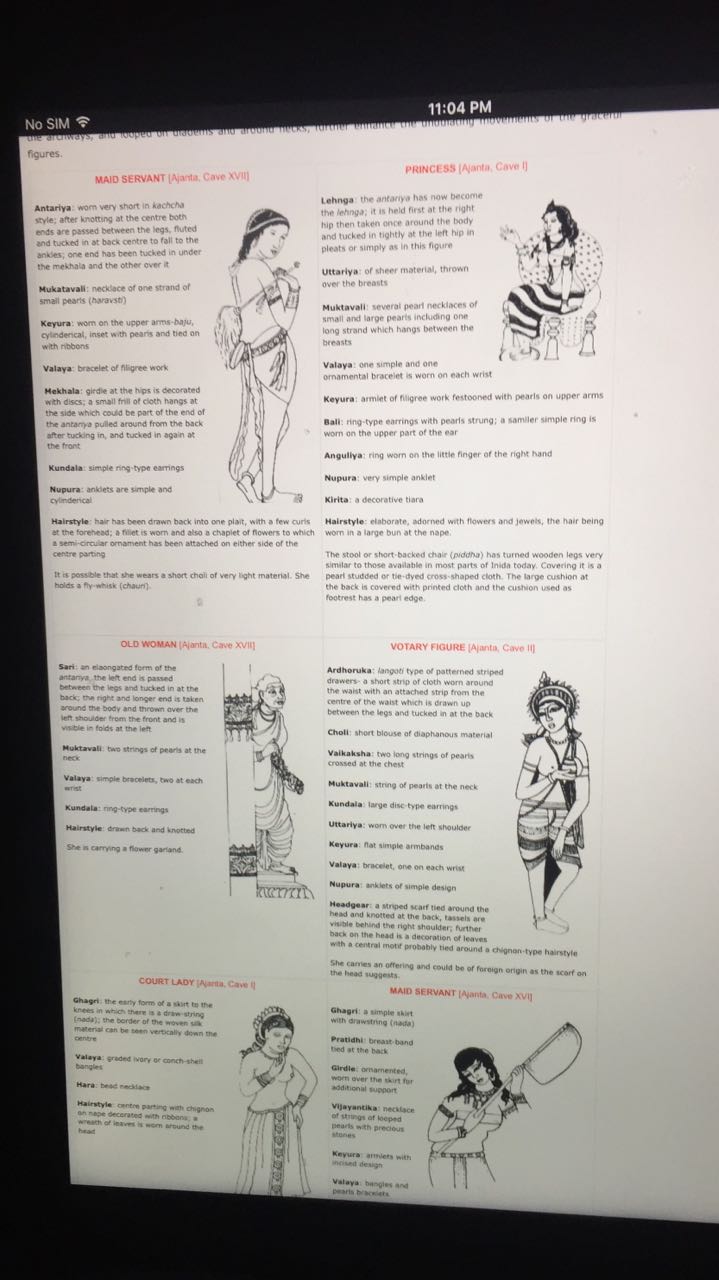 No SIM
11:04 PM
the archways, and looped on diadems and around necks, further enhance the undulating movements of the graceful
figures.
MAID SERVANT [Ajanta, Cave XVII]
Antariya: worn very short in kachcha
style; after knotting at the centre both
ends are passed between the legs, fluted
and tucked in at back centre to fall to the
ankles; one end has been tucked in under
the mekhala and the other over it
Mukatavali: necklace of one strand of
small pearls (haravsti)
Keyura: worn on the upper arms-baju,
cylinderical, inset with pearls and tied on
with ribbons
Valaya: bracelet of filigree work
Mekhala: girdle at the hips is decorated
with discs; a small frill of cloth hangs at
the side which could be part of the end of
the antariya pulled around from the back
after tucking in, and tucked in again at
the front
Kundala: simple ring-type earrings
Nupura: anklets are simple and
cylinderical
Hairstyle: hair has been drawn back into one plait, with a few curls
at the forehead; a fillet is worn and also a chaplet of flowers to which
a semi-circular ornament has been attached on either side of the
centre parting
It is possible that she wears a short choli of very light material. She
holds a fly-whisk (chauri).
PRINCESS [Ajanta, Cave I]
Lehnga: the antariya has now become
the lehnga; it is held first at the right
hip then taken once around the body
and tucked in tightly at the left hip in
pleats or simply as in this figure
Uttariya: of sheer material, thrown
over the breasts
Muktavali: several pearl necklaces of
small and large pearls including one
long strand which hangs between the
breasts
Valaya: one simple and one
ornamental bracelet is worn on each wrist
Keyura: armlet of filigree work festooned with pearls on upper arms
Bali: ring-type earrings with pearls strung; a samiler simple ring is
worn on the upper part of the ear
Anguliya: ring worn on the little finger of the right hand
Nupura: very simple anklet
Kirita: a decorative tiara
Hairstyle: elaborate, adorned with flowers and jewels, the hair being
worn in a large bun at the nape.
The stool or short-backed chair (piddha) has turned wooden legs very
similar to those available in most parts of Inida today. Covering it is a
pearl studded or tie-dyed cross-shaped cloth. The large cushion at
the back is covered with printed cloth and the cushion used as
footrest has a pearl edge.
OLD WOMAN [Ajanta, Cave XVII]
Sari: an elaongated form of the
antariya, the left end is passed
between the legs and tucked in at the
back; the right and longer end is taken
around the body and thrown over the
left shoulder from the front and is
visible in folds at the left
Muktavali: two strings of pearls at the
neck
Valaya: simple bracelets, two at each
wrist
Kundala: ring-type earrings
Hairstyle: drawn back and knotted
She is carrying a flower garland.
VOTARY FIGURE [Ajanta, Cave II]
Ardhoruka: langoti type of patterned striped
drawers- a short strip of cloth worn around
the waist with an attached strip from the
centre of the waist which is drawn up
between the legs and tucked in at the back
Choli: short blouse of diaphanous material
Vaikaksha: two long strings of pearls
crossed at the chest
Muktavali: string of pearls at the neck
Kundala: large disc-type earrings
Uttariya: worn over the left shoulder
Keyura: flat simple armbands
Valaya: bracelet, one on each wrist
Nupura: anklets of simple design
Headgear: a striped scarf tied around the
head and knotted at the back, tassels are
visible behind the right shoulder; further
back on the head is a decoration of leaves
with a central motif probably tied around a chignon-type hairstyle
She carries an offering and could be of foreign origin as the scarf on
the head suggests.
COURT LADY [Ajanta, Cave I]
Ghagri: the early form of a skirt to the
knees in which there is a draw-string
(nada); the border of the woven silk
material can be seen vertically down the
centre
Valaya: graded ivory or conch-shell
bangles
Hara: bead necklace
Hairstyle: centre parting with chignon
on nape decorated with ribbons; a
wreath of leaves is worn around the
head
MAID SERVANT [Ajanta, Cave XVI]
Ghagri: a simple skirt
with drawstring (nada)
Pratidhi: breast-band
tied at the back
Girdle: ornamented,
worn over the skirt for
additional support
Vijayantika: necklace
of strings of looped
pearls with precious
stones
Keyura: armlets with
incised design
Valaya: bangles and
pearls bracelets